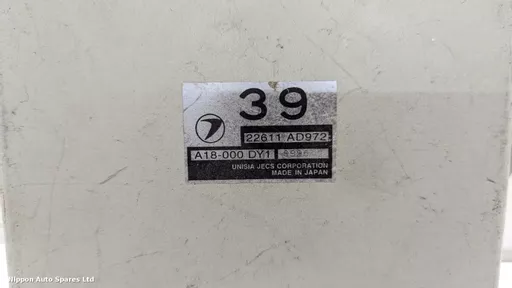 39
22611 AD972
A18-000 DY1
UNISIA JECS CORPORATION
MADE IN JAPAN
Nippon Auto Spares Ltd